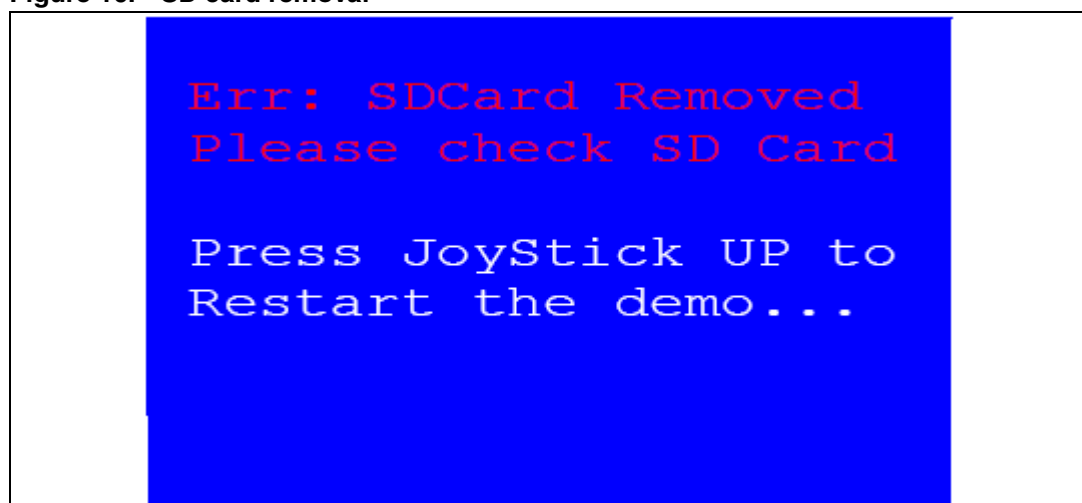 Err: SDCard Removed
Please check SD Card
Press JoyStick UP to
Restart the demo...